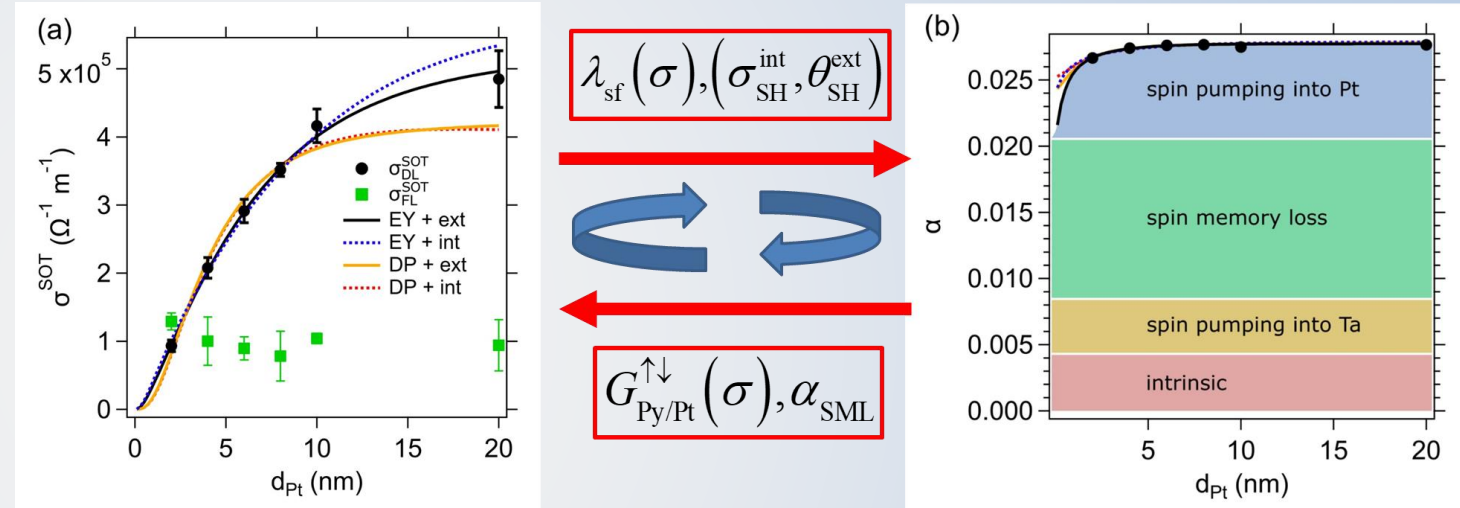 (a)
5 x10⁵
4
3
2
1
0
σ^SOT (Ω⁻¹ m⁻¹)
σ_DL^SOT
σ_FL^SOT
EY + ext
EY + int
DP + ext
DP + int
0 5 10 15 20
d_Pt (nm)
λ_sf(σ),(σ_SH^int, θ_SH^ext)
G_Py/Pt^↑↓(σ), α_SML
(b)
0.025
0.020
0.015
0.010
0.005
0.000
α
spin pumping into Pt
spin memory loss
spin pumping into Ta
intrinsic
5 10 15 20
d_Pt (nm)